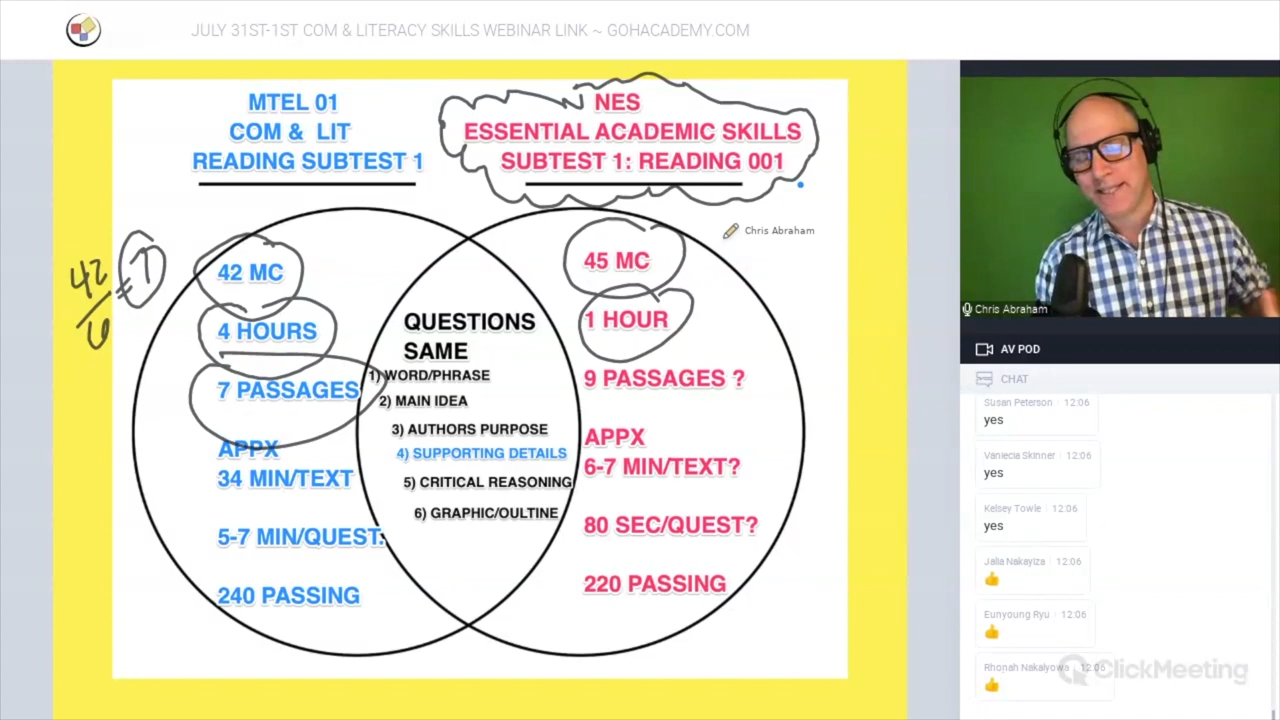 JULY 31ST-1ST COM & LITERACY SKILLS WEBINAR LINK ~ GOHACADEMY.COM
MTEL 01
COM & LIT
READING SUBTEST 1
NES
ESSENTIAL ACADEMIC SKILLS
SUBTEST 1: READING 001
Chris Abraham
42
6
= 7
42 MC
4 HOURS
7 PASSAGES
APPX
34 MIN/TEXT
5-7 MIN/QUEST.
240 PASSING
QUESTIONS
SAME
1) WORD/PHRASE
2) MAIN IDEA
3) AUTHORS PURPOSE
4) SUPPORTING DETAILS
5) CRITICAL REASONING
6) GRAPHIC/OULTINE
45 MC
1 HOUR
9 PASSAGES ?
APPX
6-7 MIN/TEXT?
80 SEC/QUEST?
220 PASSING
Chris Abraham
AV POD
CHAT
Susan Peterson 12:06
yes
Vaniecia Skinner 12:06
yes
Kelsey Towle 12:06
yes
Jalia Nakayiza 12:06
Eunyoung Ryu 12:06
Rhonah Nakalyowa 12:06
ClickMeeting